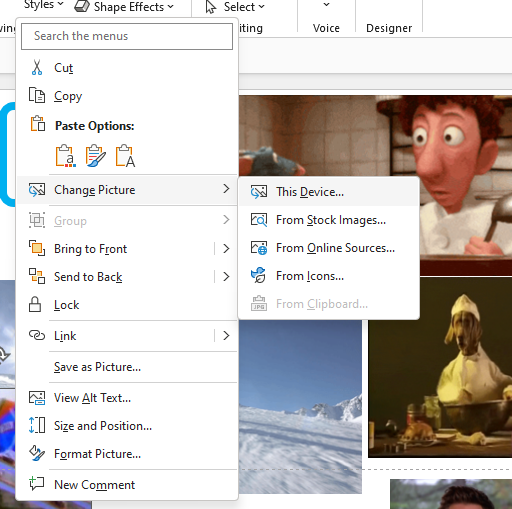 Styles
Shape Effects
Select
Voice
Designer
Search the menus
Cut
Copy
Paste Options:
Change Picture
Group
Bring to Front
Send to Back
Lock
Link
Save as Picture...
View Alt Text...
Size and Position...
Format Picture...
New Comment
This Device...
From Stock Images...
From Online Sources...
From Icons...
From Clipboard...